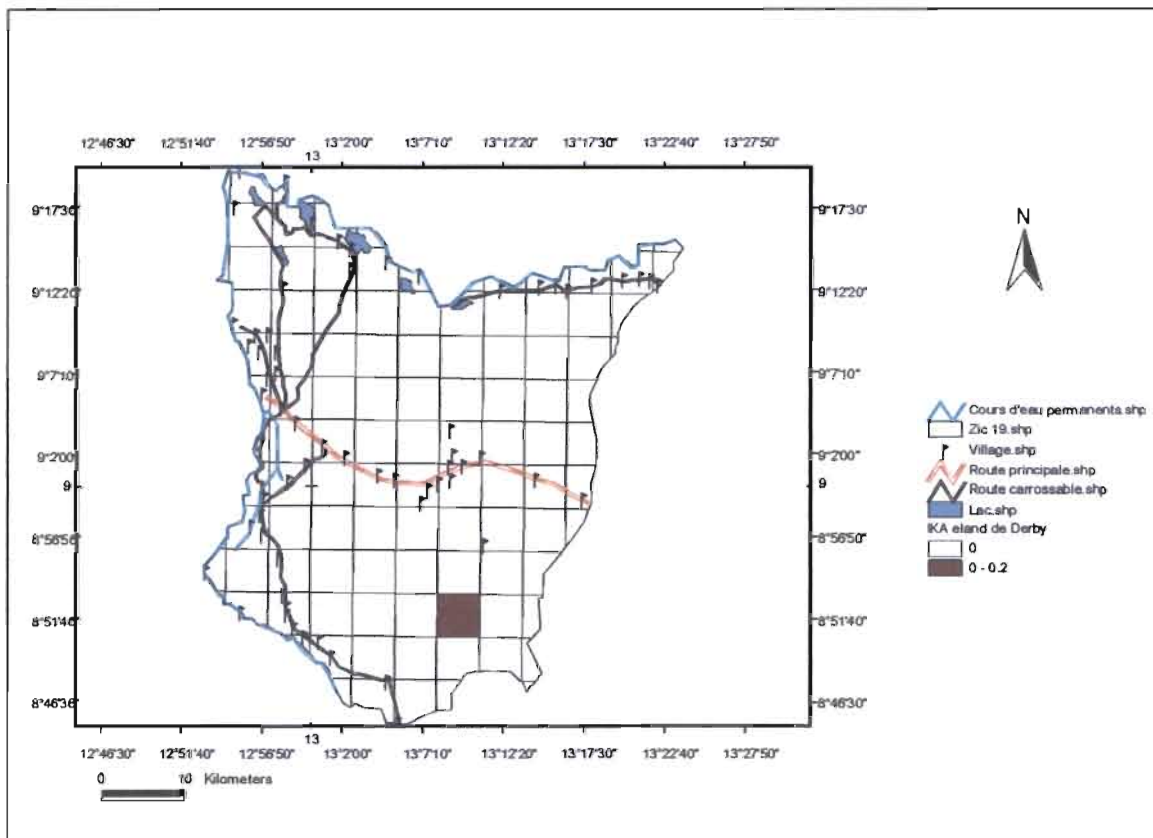 12°46'30" 12°51'40" 12°56'50" 13°2'00" 13°7'10" 13°12'20" 13°17'30" 13°22'40" 13°27'50"
13
9°17'30" 9°17'30"
N
9°12'20" 9°12'20"
9°7'10" 9°7'10"
Cours d'eau permanents.shp
Zic 19.shp
Village.shp
9°2'00" 9°2'00"
Route principale.shp
9 9
Route carrossable.shp
Lac.shp
IKA eland de Derby
8°56'50" 8°56'50"
0
0 - 0.2
8°51'40" 8°51'40"
8°46'30" 8°46'30"
13
12°46'30" 12°51'40" 12°56'50" 13°2'00" 13°7'10" 13°12'20" 13°17'30" 13°22'40" 13°27'50"
0 10 Kilometers